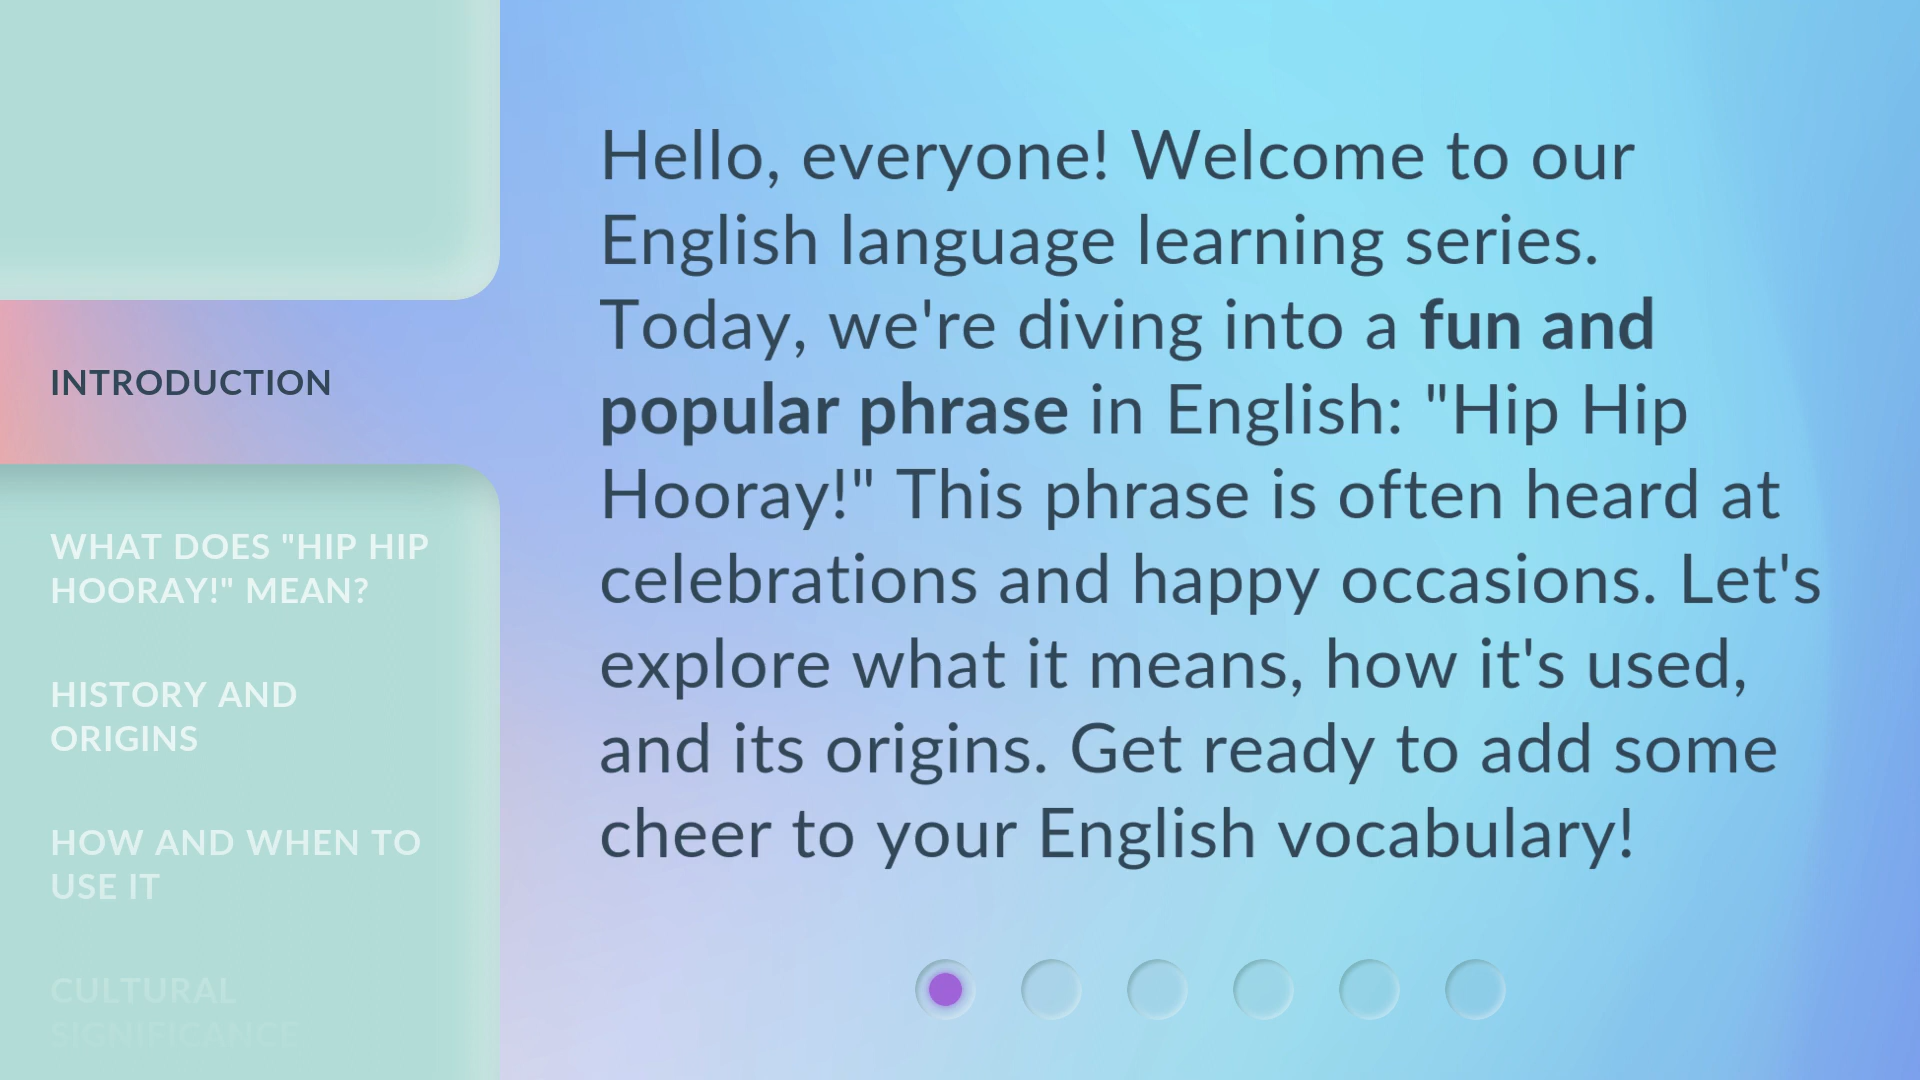 INTRODUCTION
WHAT DOES "HIP HIP
HOORAY!" MEAN?
HISTORY AND
ORIGINS
HOW AND WHEN TO
USE IT
CULTURAL
SIGNIFICANCE
Hello, everyone! Welcome to our
English language learning series.
Today, we're diving into a fun and
popular phrase in English: "Hip Hip
Hooray!" This phrase is often heard at
celebrations and happy occasions. Let's
explore what it means, how it's used,
and its origins. Get ready to add some
cheer to your English vocabulary!